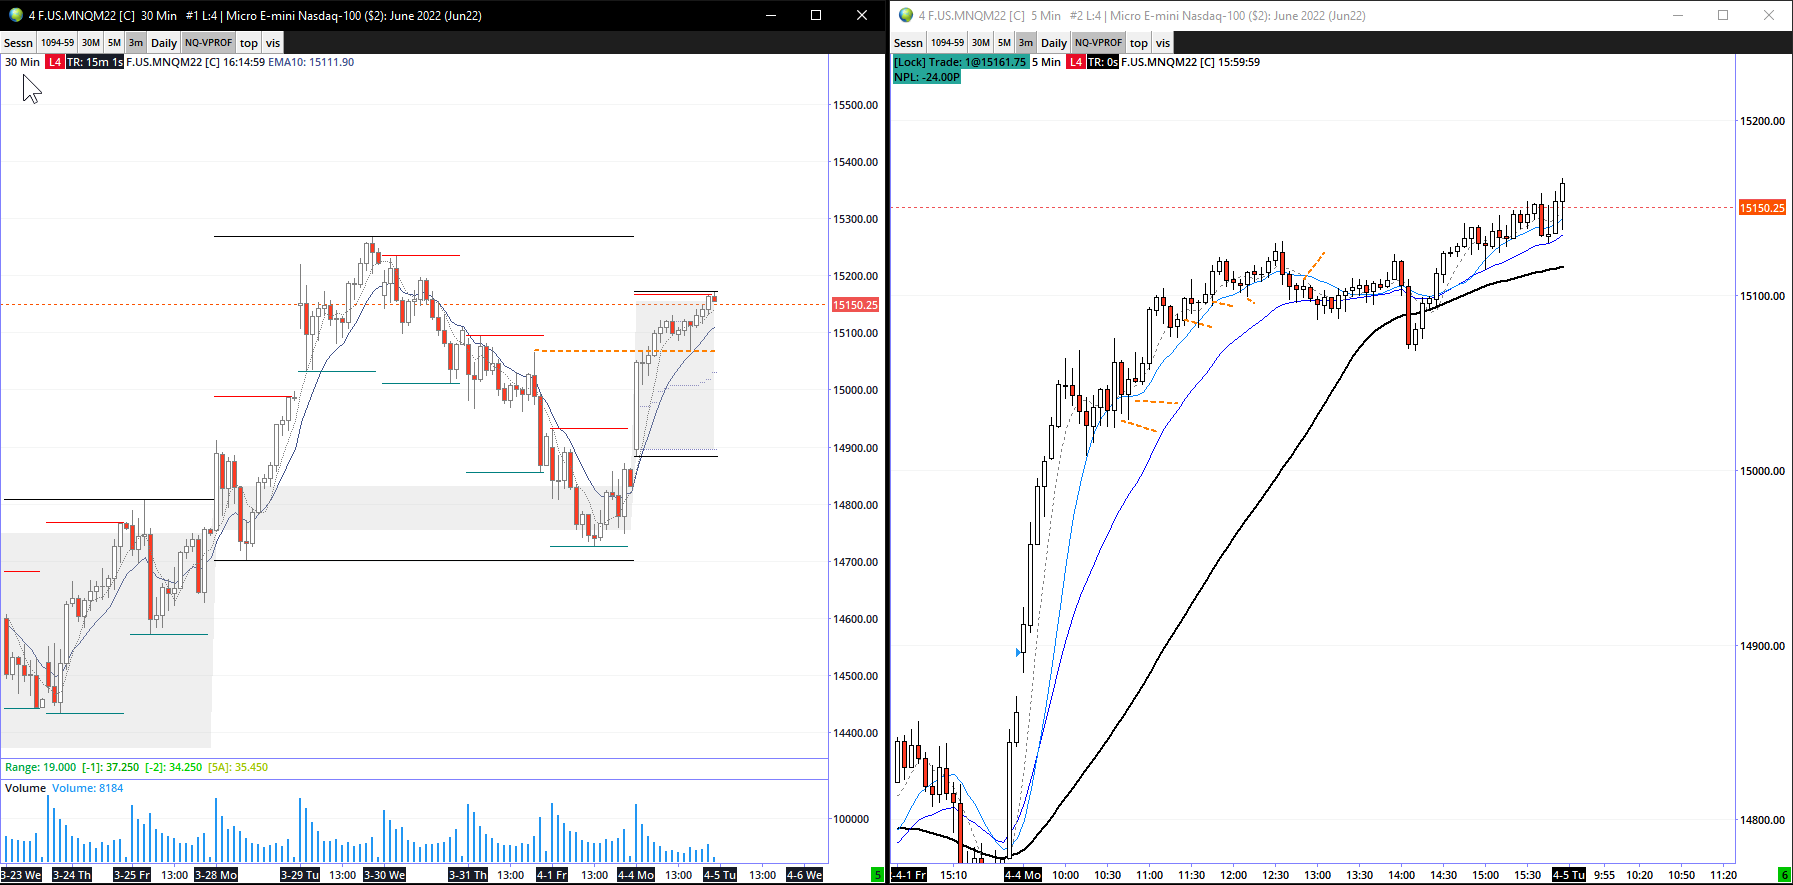 4 F.US.MNQM22 [C]  30 Min  #1 L:4 | Micro E-mini Nasdaq-100 ($2): June 2022 (Jun22)
Sessn 1094-59 30M 5M 3m Daily NQ-VPROF top vis
30 Min L4 TR: 15m 1s F.US.MNQM22 [C] 16:14:59 EMA10: 15111.90
15500.00
15400.00
15300.00
15200.00
15150.25
15100.00
15000.00
14900.00
14800.00
14700.00
14600.00
14500.00
14400.00
Range: 19.000 [-1]: 37.250 [-2]: 34.250 [5A]: 35.450
Volume Volume: 8184
100000
3-23 We 3-24 Th 13:00 3-25 Fr 13:00 3-28 Mo 3-29 Tu 13:00 3-30 We 3-31 Th 13:00 4-1 Fr 13:00 4-4 Mo 13:00 4-5 Tu 13:00 4-6 We 5
4 F.US.MNQM22 [C]  5 Min  #2 L:4 | Micro E-mini Nasdaq-100 ($2): June 2022 (Jun22)
Sessn 1094-59 30M 5M 3m Daily NQ-VPROF top vis
[Lock] Trade: 1@15161.75 5 Min L4 TR: 0s F.US.MNQM22 [C] 15:59:59
NPL: -24.00P
15200.00
15150.25
15100.00
15000.00
14900.00
14800.00
-4-1 Fr 15:10 4-4 Mo 10:00 10:30 11:00 11:30 12:00 12:30 13:00 13:30 14:00 14:30 15:00 15:30 4-5 Tu 9:55 10:20 10:50 11:20 6